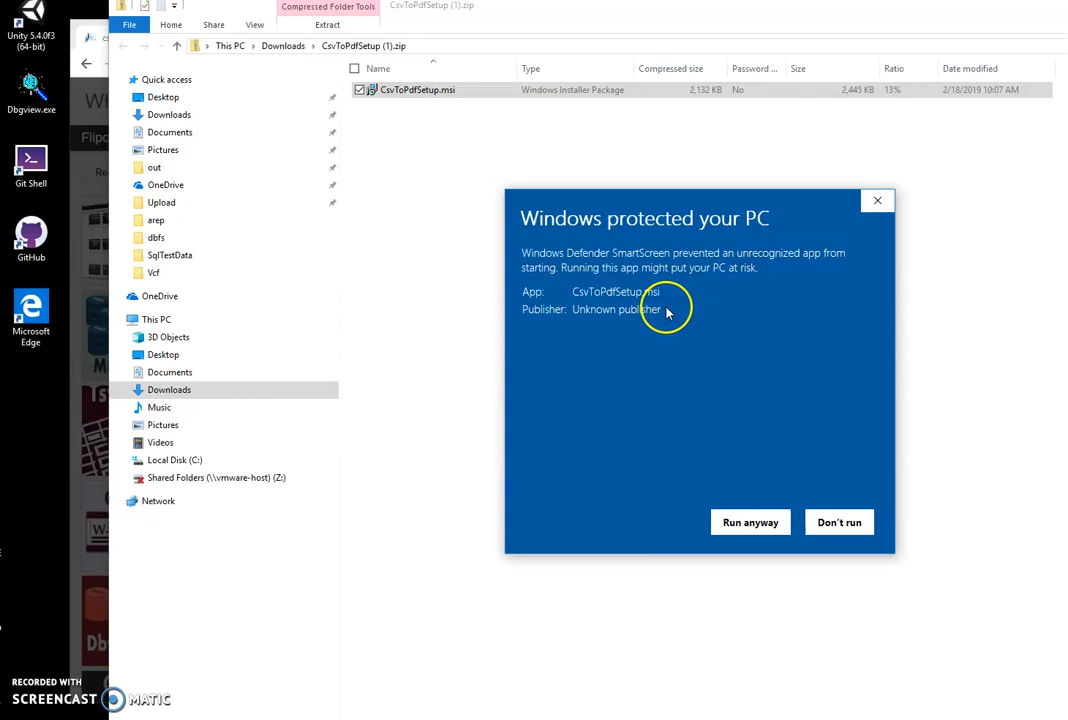 Unity 5.4.0f3
(64-bit)
Dbgview.exe
Git Shell
GitHub
Microsoft
Edge
Compressed Folder Tools
CsvToPdfSetup (1).zip
File
Home
Share
View
Extract
This PC
Downloads
CsvToPdfSetup (1).zip
Name
Type
Compressed size
Password ...
Size
Ratio
Date modified
CsvToPdfSetup.msi
Windows Installer Package
2,132 KB
No
2,445 KB
13%
2/18/2019 10:07 AM
Quick access
Desktop
Downloads
Documents
Pictures
out
OneDrive
Upload
arep
dbfs
SqlTestData
Vcf
OneDrive
This PC
3D Objects
Desktop
Documents
Downloads
Music
Pictures
Videos
Local Disk (C:)
Shared Folders (\\vmware-host) (Z:)
Network
Windows protected your PC
Windows Defender SmartScreen prevented an unrecognized app from
starting. Running this app might put your PC at risk.
App: CsvToPdfSetup.msi
Publisher: Unknown publisher
Run anyway
Don't run
Flipc
RECORDED WITH
SCREENCAST MATIC